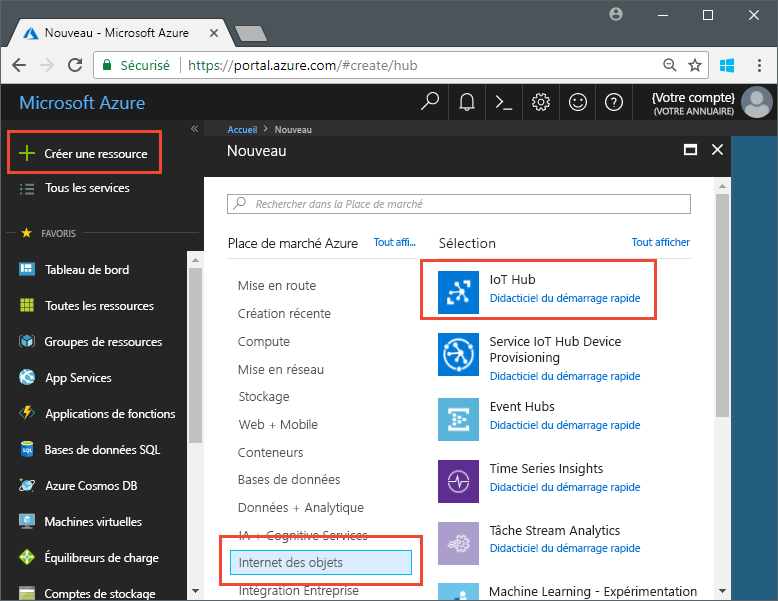 Nouveau - Microsoft Azure
Sécurisé
https://portal.azure.com/#create/hub
Microsoft Azure
{Votre compte}
(VOTRE ANNUAIRE)
Créer une ressource
Tous les services
FAVORIS
Tableau de bord
Toutes les ressources
Groupes de ressources
App Services
Applications de fonctions
Bases de données SQL
Azure Cosmos DB
Machines virtuelles
Équilibreurs de charge
Comptes de stockage
Accueil > Nouveau
Nouveau
Rechercher dans la Place de marché
Place de marché Azure
Tout affi...
Mise en route
Création récente
Compute
Mise en réseau
Stockage
Web + Mobile
Conteneurs
Bases de données
Données + Analytique
IA + Cognitive Services
Internet des objets
Intégration Entreprise
Sélection
Tout afficher
IoT Hub
Didacticiel du démarrage rapide
Service IoT Hub Device
Provisioning
Didacticiel du démarrage rapide
Event Hubs
Didacticiel du démarrage rapide
Time Series Insights
Didacticiel du démarrage rapide
Tâche Stream Analytics
Didacticiel du démarrage rapide
Machine Learning - Expérimentation